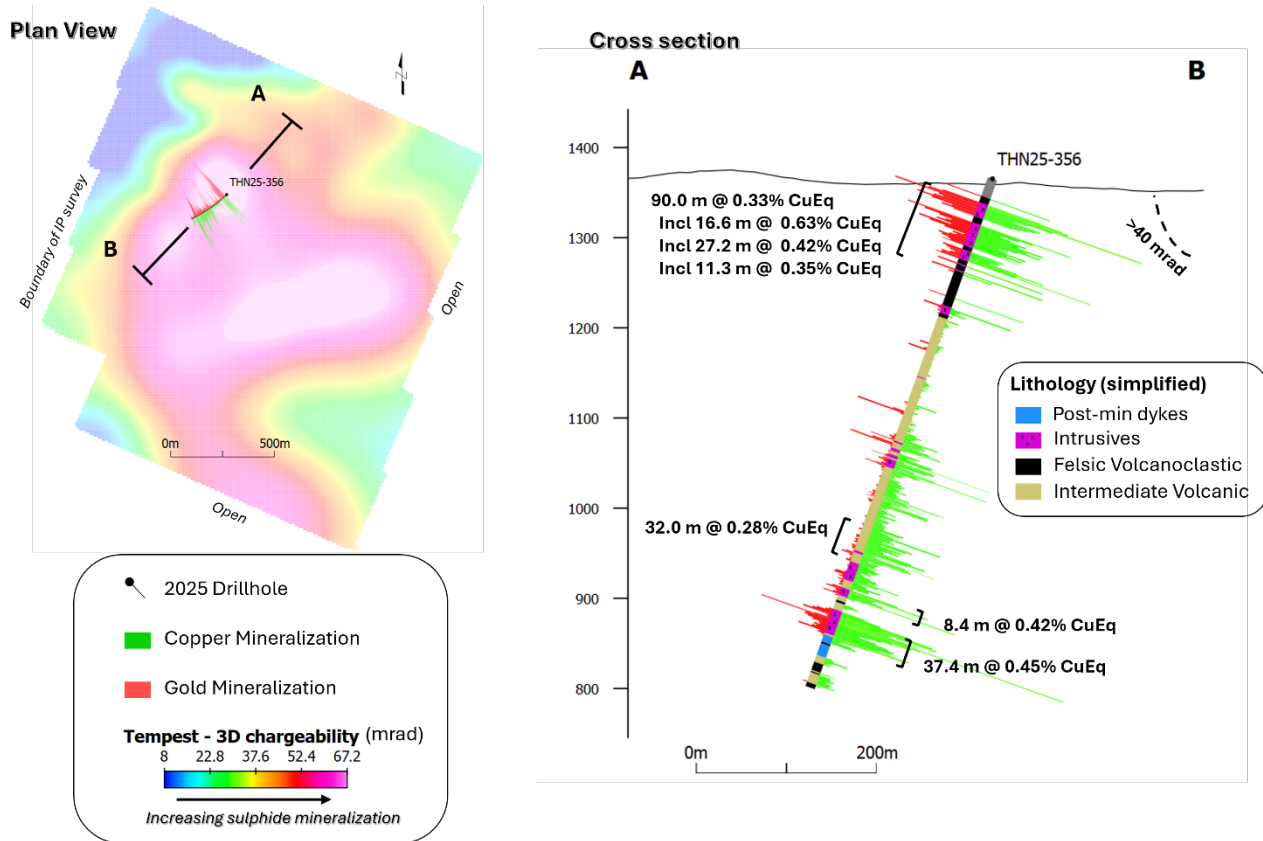 Plan View
A
N
THN25-356
B
Boundary of IP survey
Open
0m 500m
Open
2025 Drillhole
Copper Mineralization
Gold Mineralization
Tempest - 3D chargeability (mrad)
8 22.8 37.6 52.4 67.2
Increasing sulphide mineralization
Cross section
A B
1400
1300
1200
1100
1000
900
800
THN25-356
90.0 m @ 0.33% CuEq
Incl 16.6 m @ 0.63% CuEq
Incl 27.2 m @ 0.42% CuEq
Incl 11.3 m @ 0.35% CuEq
>40 mrad
Lithology (simplified)
Post-min dykes
Intrusives
Felsic Volcanoclastic
Intermediate Volcanic
32.0 m @ 0.28% CuEq
8.4 m @ 0.42% CuEq
37.4 m @ 0.45% CuEq
0m 200m